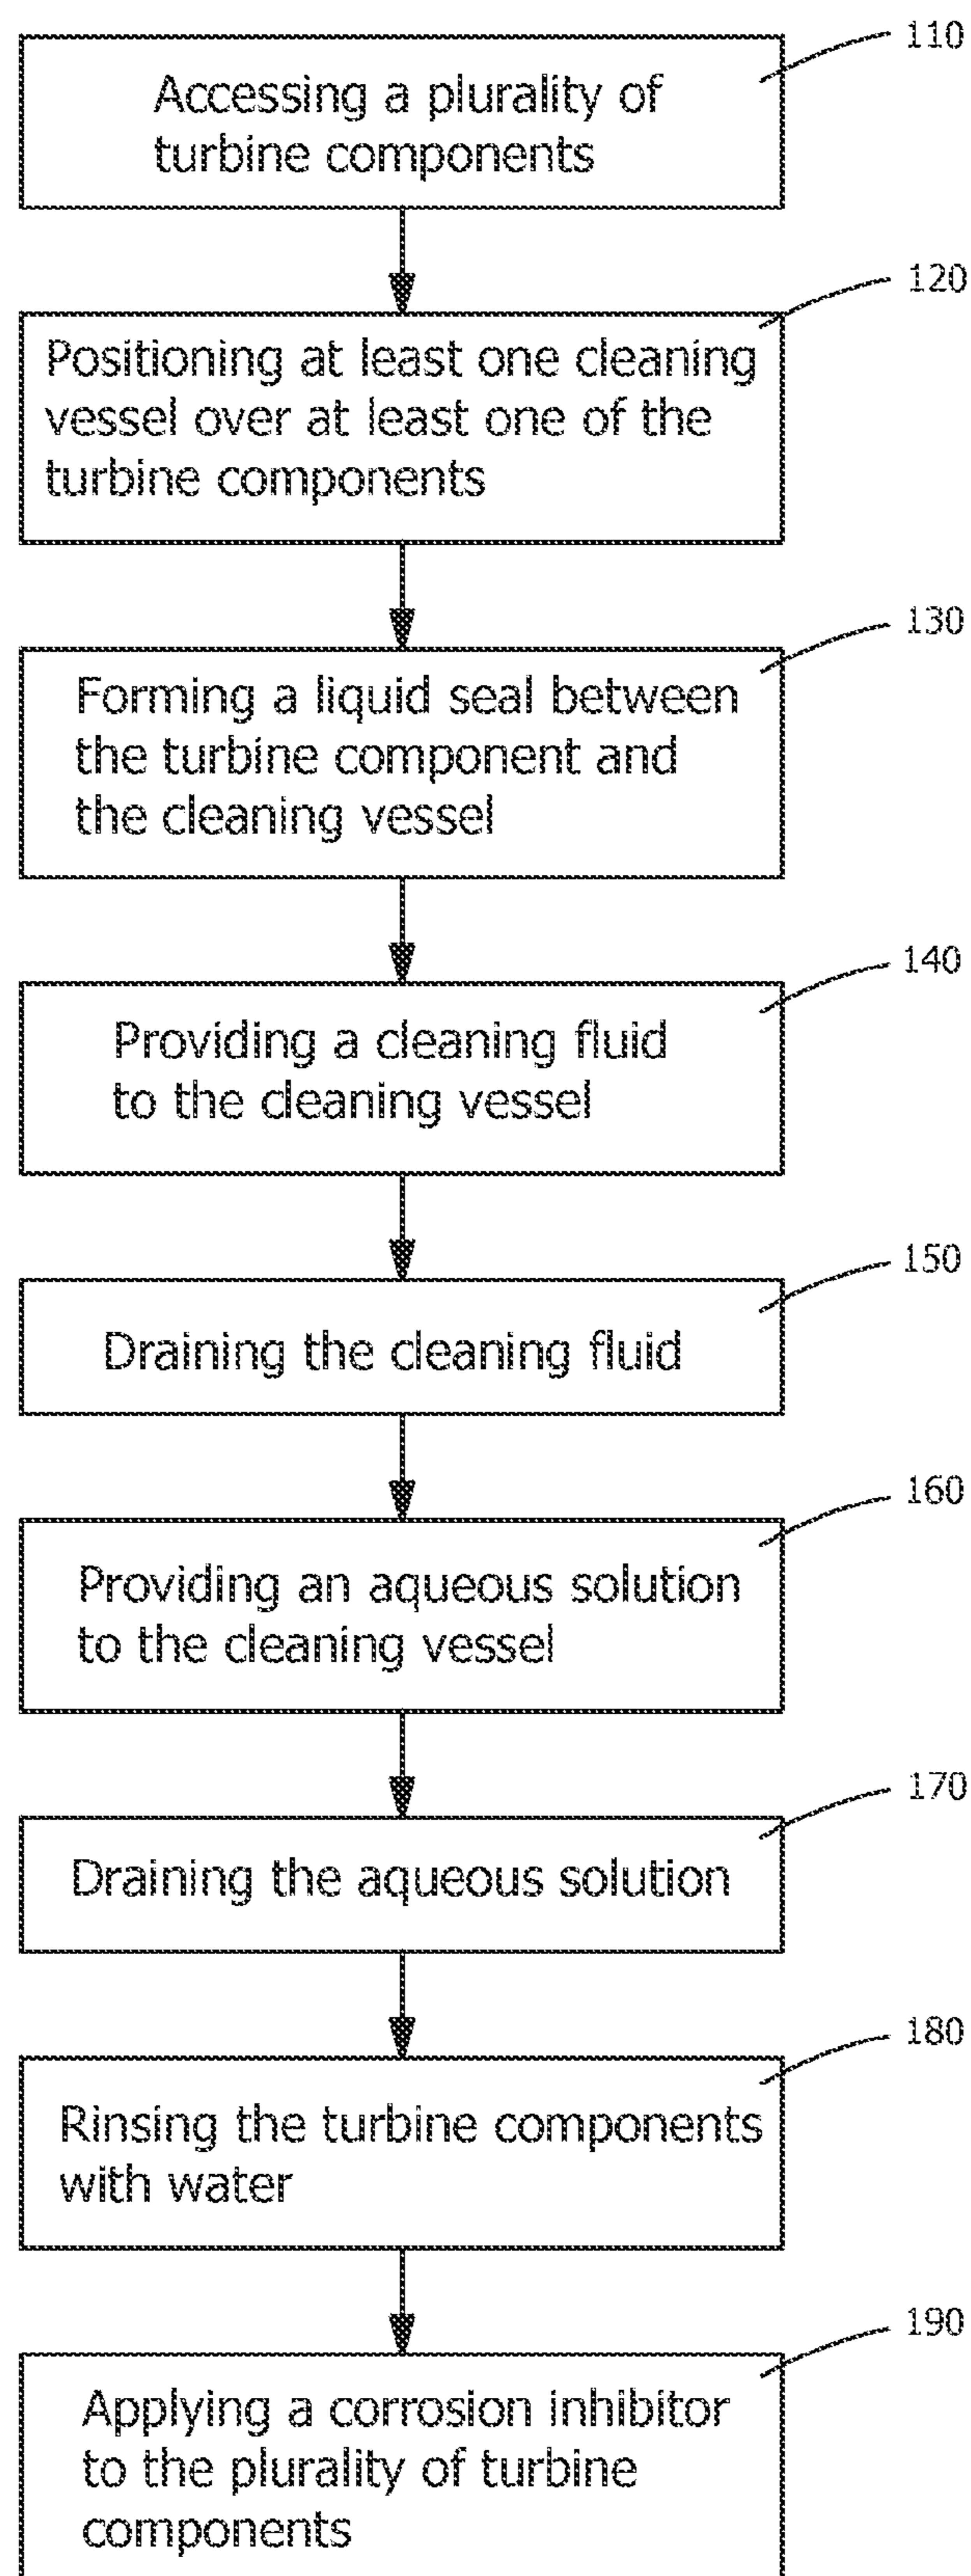 110
Accessing a plurality of
turbine components
120
Positioning at least one cleaning
vessel over at least one of the
turbine components
130
Forming a liquid seal between
the turbine component and
the cleaning vessel
140
Providing a cleaning fluid
to the cleaning vessel
150
Draining the cleaning fluid
160
Providing an aqueous solution
to the cleaning vessel
170
Draining the aqueous solution
180
Rinsing the turbine components
with water
190
Applying a corrosion inhibitor
to the plurality of turbine
components